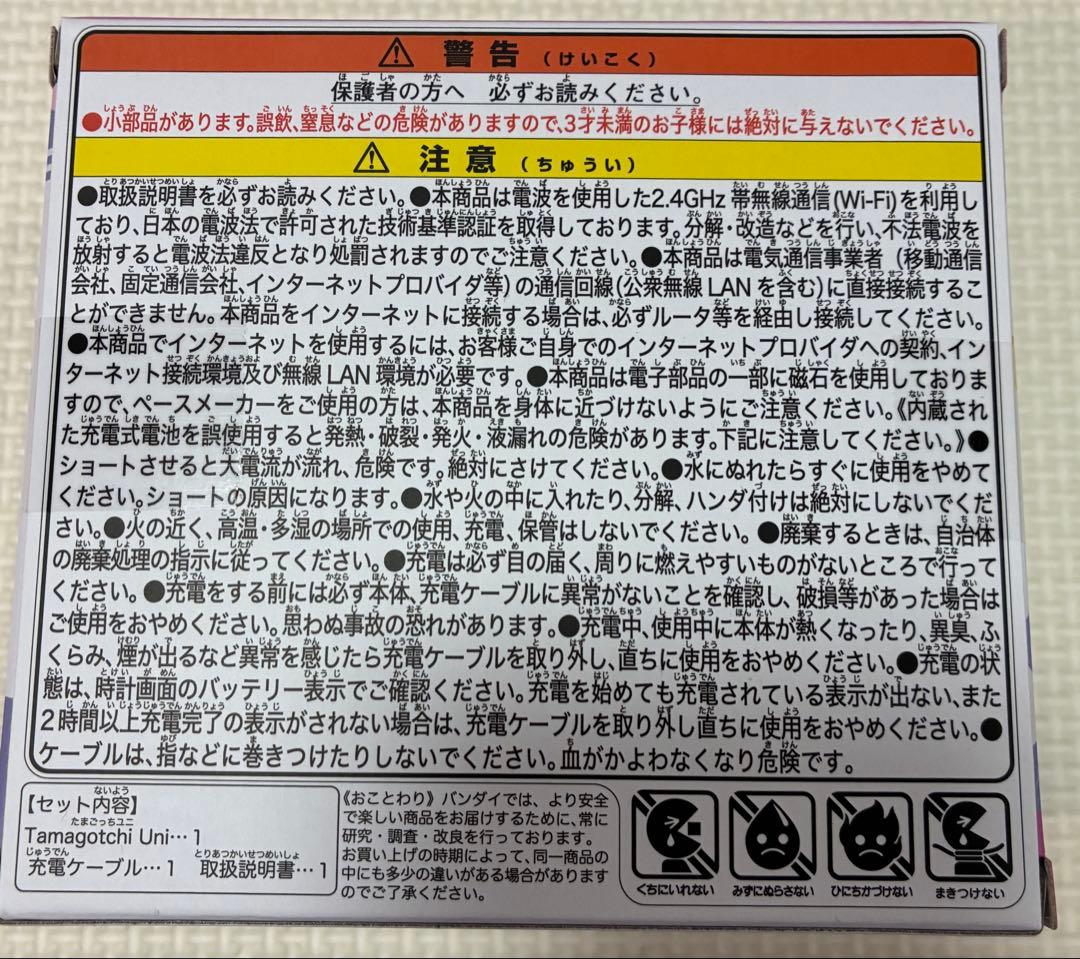 ⚠ 警告（けいこく）
保護者の方へ 必ずお読みください。
●小部品があります。誤飲、窒息などの危険がありますので、3才未満のお子様には絶対に与えないでください。
⚠ 注意（ちゅうい）
●取扱説明書を必ずお読みください。●本商品は電波を使用した2.4GHz 帯無線通信(Wi-Fi)を利用し
ており、日本の電波法で許可された技術基準認証を取得しております。分解・改造などを行い、不法電波を
放射すると電波法違反となり処罰されますのでご注意ください。●本商品は電気通信事業者（移動通信
会社、固定通信会社、インターネットプロバイダ等）の通信回線(公衆無線LANを含む)に直接接続するこ
とができません。本商品をインターネットに接続する場合は、必ずルータ等を経由し接続してください。
●本商品でインターネットを使用するには、お客様ご自身でのインターネットプロバイダへの契約、イン
ターネット接続環境及び無線LAN環境が必要です。●本商品は電子部品の一部に磁石を使用しておりま
すので、ペースメーカーをご使用の方は、本商品を身体に近づけないようにご注意ください。《内蔵され
た充電式電池を誤使用すると発熱・破裂・発火・液漏れの危険があります。下記に注意してください。》●
ショートさせると大電流が流れ、危険です。絶対にさけてください。●水にぬれたらすぐに使用をやめて
ください。ショートの原因になります。●水や火の中に入れたり、分解、ハンダ付けは絶対にしないでくだ
さい。●火の近く、高温・多湿の場所での使用、充電、保管はしないでください。●廃棄するときは、自治体
の廃棄処理の指示に従ってください。●充電は必ず目の届く、周りに燃えやすいものがないところで行って
ください。●充電をする前には必ず本体、充電ケーブルに異常がないことを確認し、破損等があった場合は
ご使用をおやめください。思わぬ事故の恐れがあります。●充電中、使用中に本体が熱くなったり、異臭、ふ
くらみ、煙が出るなど異常を感じたら充電ケーブルを取り外し、直ちに使用をおやめください。●充電の状
態は、時計画面のバッテリー表示でご確認ください。充電を始めても充電されている表示が出ない、また
2時間以上充電完了の表示がされない場合は、充電ケーブルを取り外し直ちに使用をおやめください。●
ケーブルは、指などに巻きつけたりしないでください。血がかよわなくなり危険です。
【セット内容】
たまごっちユニ
Tamagotchi Uni…1
充電ケーブル…1 取扱説明書…1
《おことわり》バンダイでは、より安全
で楽しい商品をお届けするために、常に
研究・調査・改良を行っております。
お買い上げの時期によって、同一商品の
中にも多少の違いがある場合があります
のでご了承ください。
くちにいれない みずにぬらさない ひにちかづけない まきつけない